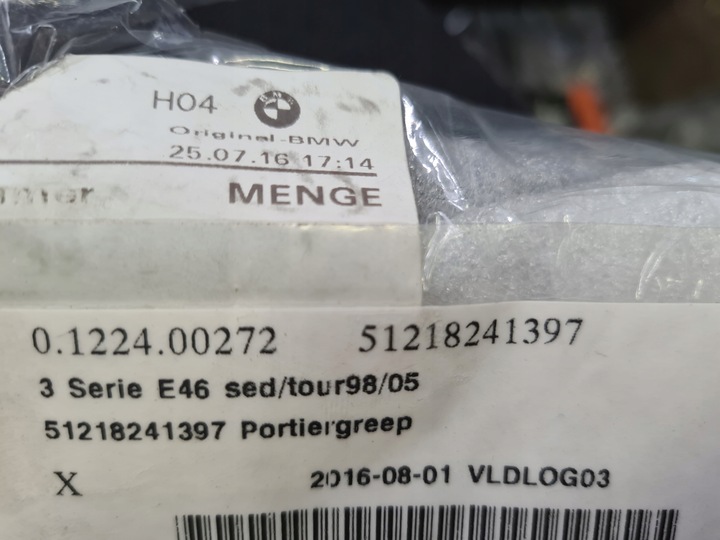 H04
BMW
Original BMW
25.07.16 17:14
MENGE
0.1224.00272 51218241397
3 Serie E46 sed/tour98/05
51218241397 Portiergreep
X 2016-08-01 VLDLOG03